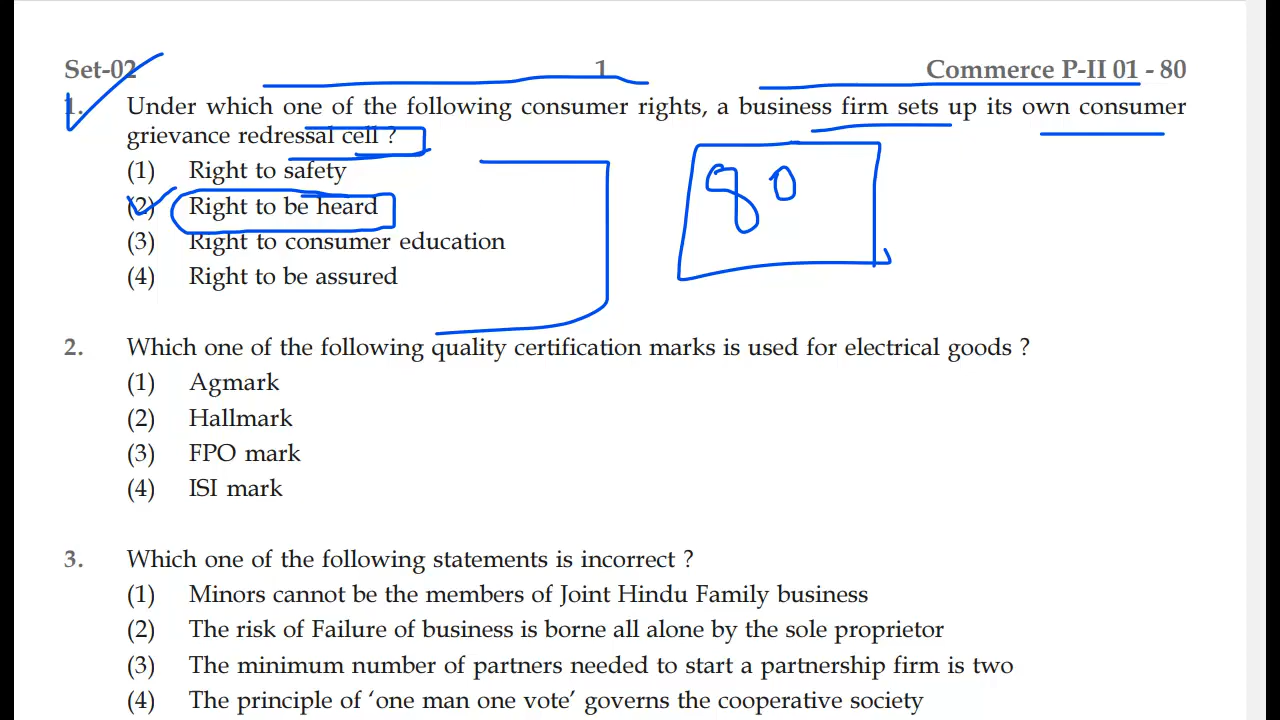 Set-02 1 Commerce P-II 01 - 80
1. Under which one of the following consumer rights, a business firm sets up its own consumer
grievance redressal cell ?
(1) Right to safety
80
(2) Right to be heard
(3) Right to consumer education
(4) Right to be assured
2. Which one of the following quality certification marks is used for electrical goods ?
(1) Agmark
(2) Hallmark
(3) FPO mark
(4) ISI mark
3. Which one of the following statements is incorrect ?
(1) Minors cannot be the members of Joint Hindu Family business
(2) The risk of Failure of business is borne all alone by the sole proprietor
(3) The minimum number of partners needed to start a partnership firm is two
(4) The principle of ‘one man one vote’ governs the cooperative society